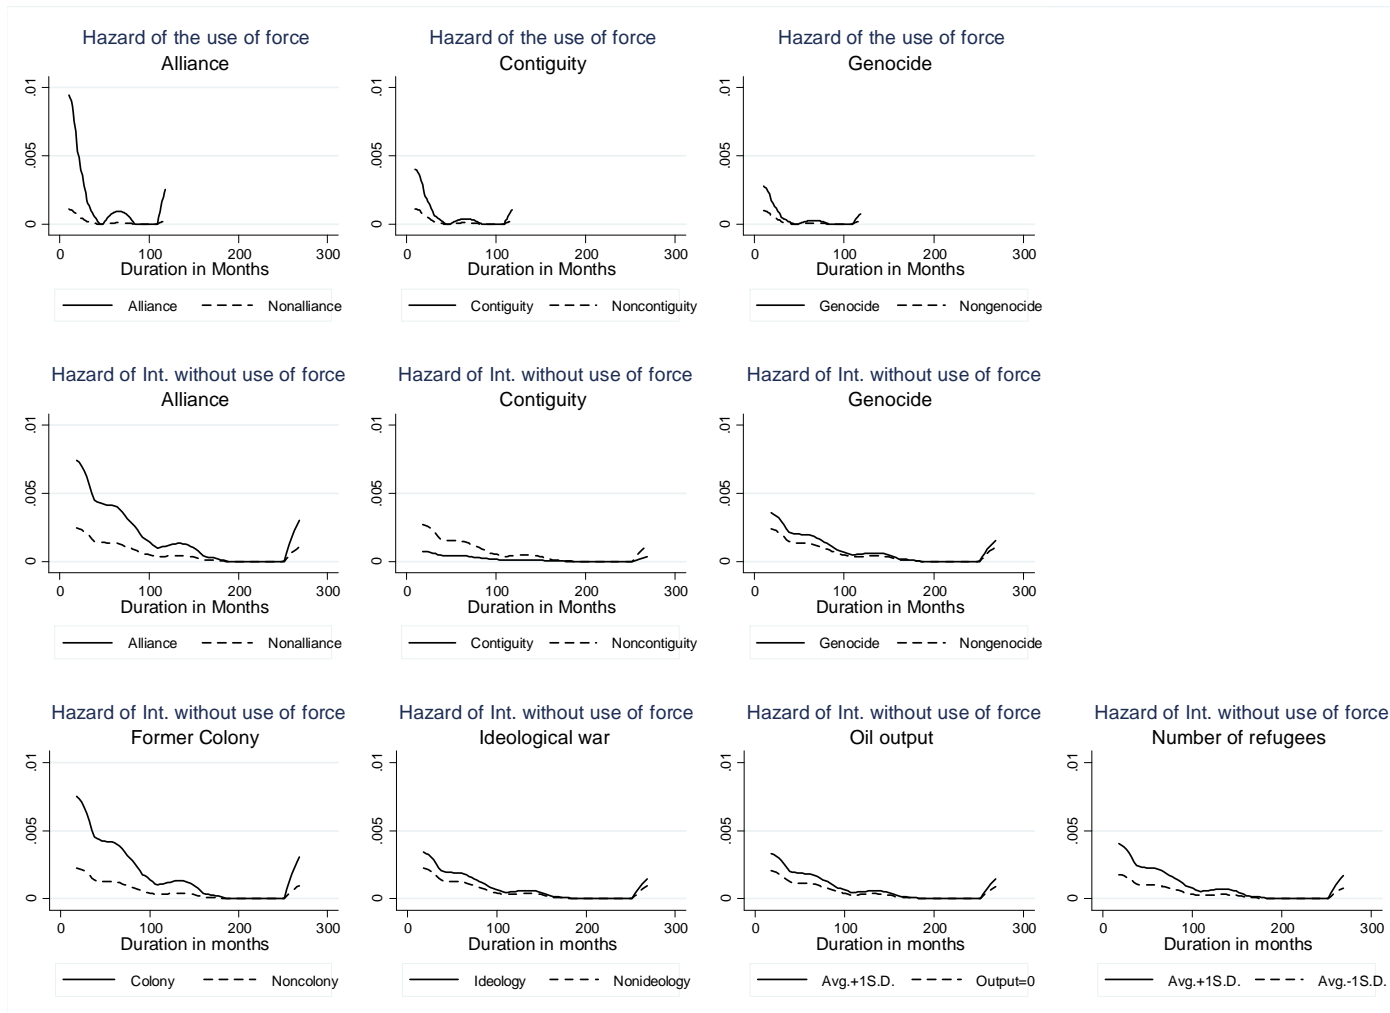 Hazard of the use of force
Alliance
.01
.005
0
0 100 200 300
Duration in Months
Alliance Nonalliance
Hazard of the use of force
Contiguity
.01
.005
0
0 100 200 300
Duration in Months
Contiguity Noncontiguity
Hazard of the use of force
Genocide
.01
.005
0
0 100 200 300
Duration in Months
Genocide Nongenocide
Hazard of Int. without use of force
Alliance
.01
.005
0
0 100 200 300
Duration in Months
Alliance Nonalliance
Hazard of Int. without use of force
Contiguity
.01
.005
0
0 100 200 300
Duration in Months
Contiguity Noncontiguity
Hazard of Int. without use of force
Genocide
.01
.005
0
0 100 200 300
Duration in Months
Genocide Nongenocide
Hazard of Int. without use of force
Former Colony
.01
.005
0
0 100 200 300
Duration in months
Colony Noncolony
Hazard of Int. without use of force
Ideological war
.01
.005
0
0 100 200 300
Duration in months
Ideology Nonideology
Hazard of Int. without use of force
Oil output
.01
.005
0
0 100 200 300
Duration in months
Avg.+1S.D. Output=0
Hazard of Int. without use of force
Number of refugees
.01
.005
0
0 100 200 300
Duration in months
Avg.+1S.D. Avg.-1S.D.